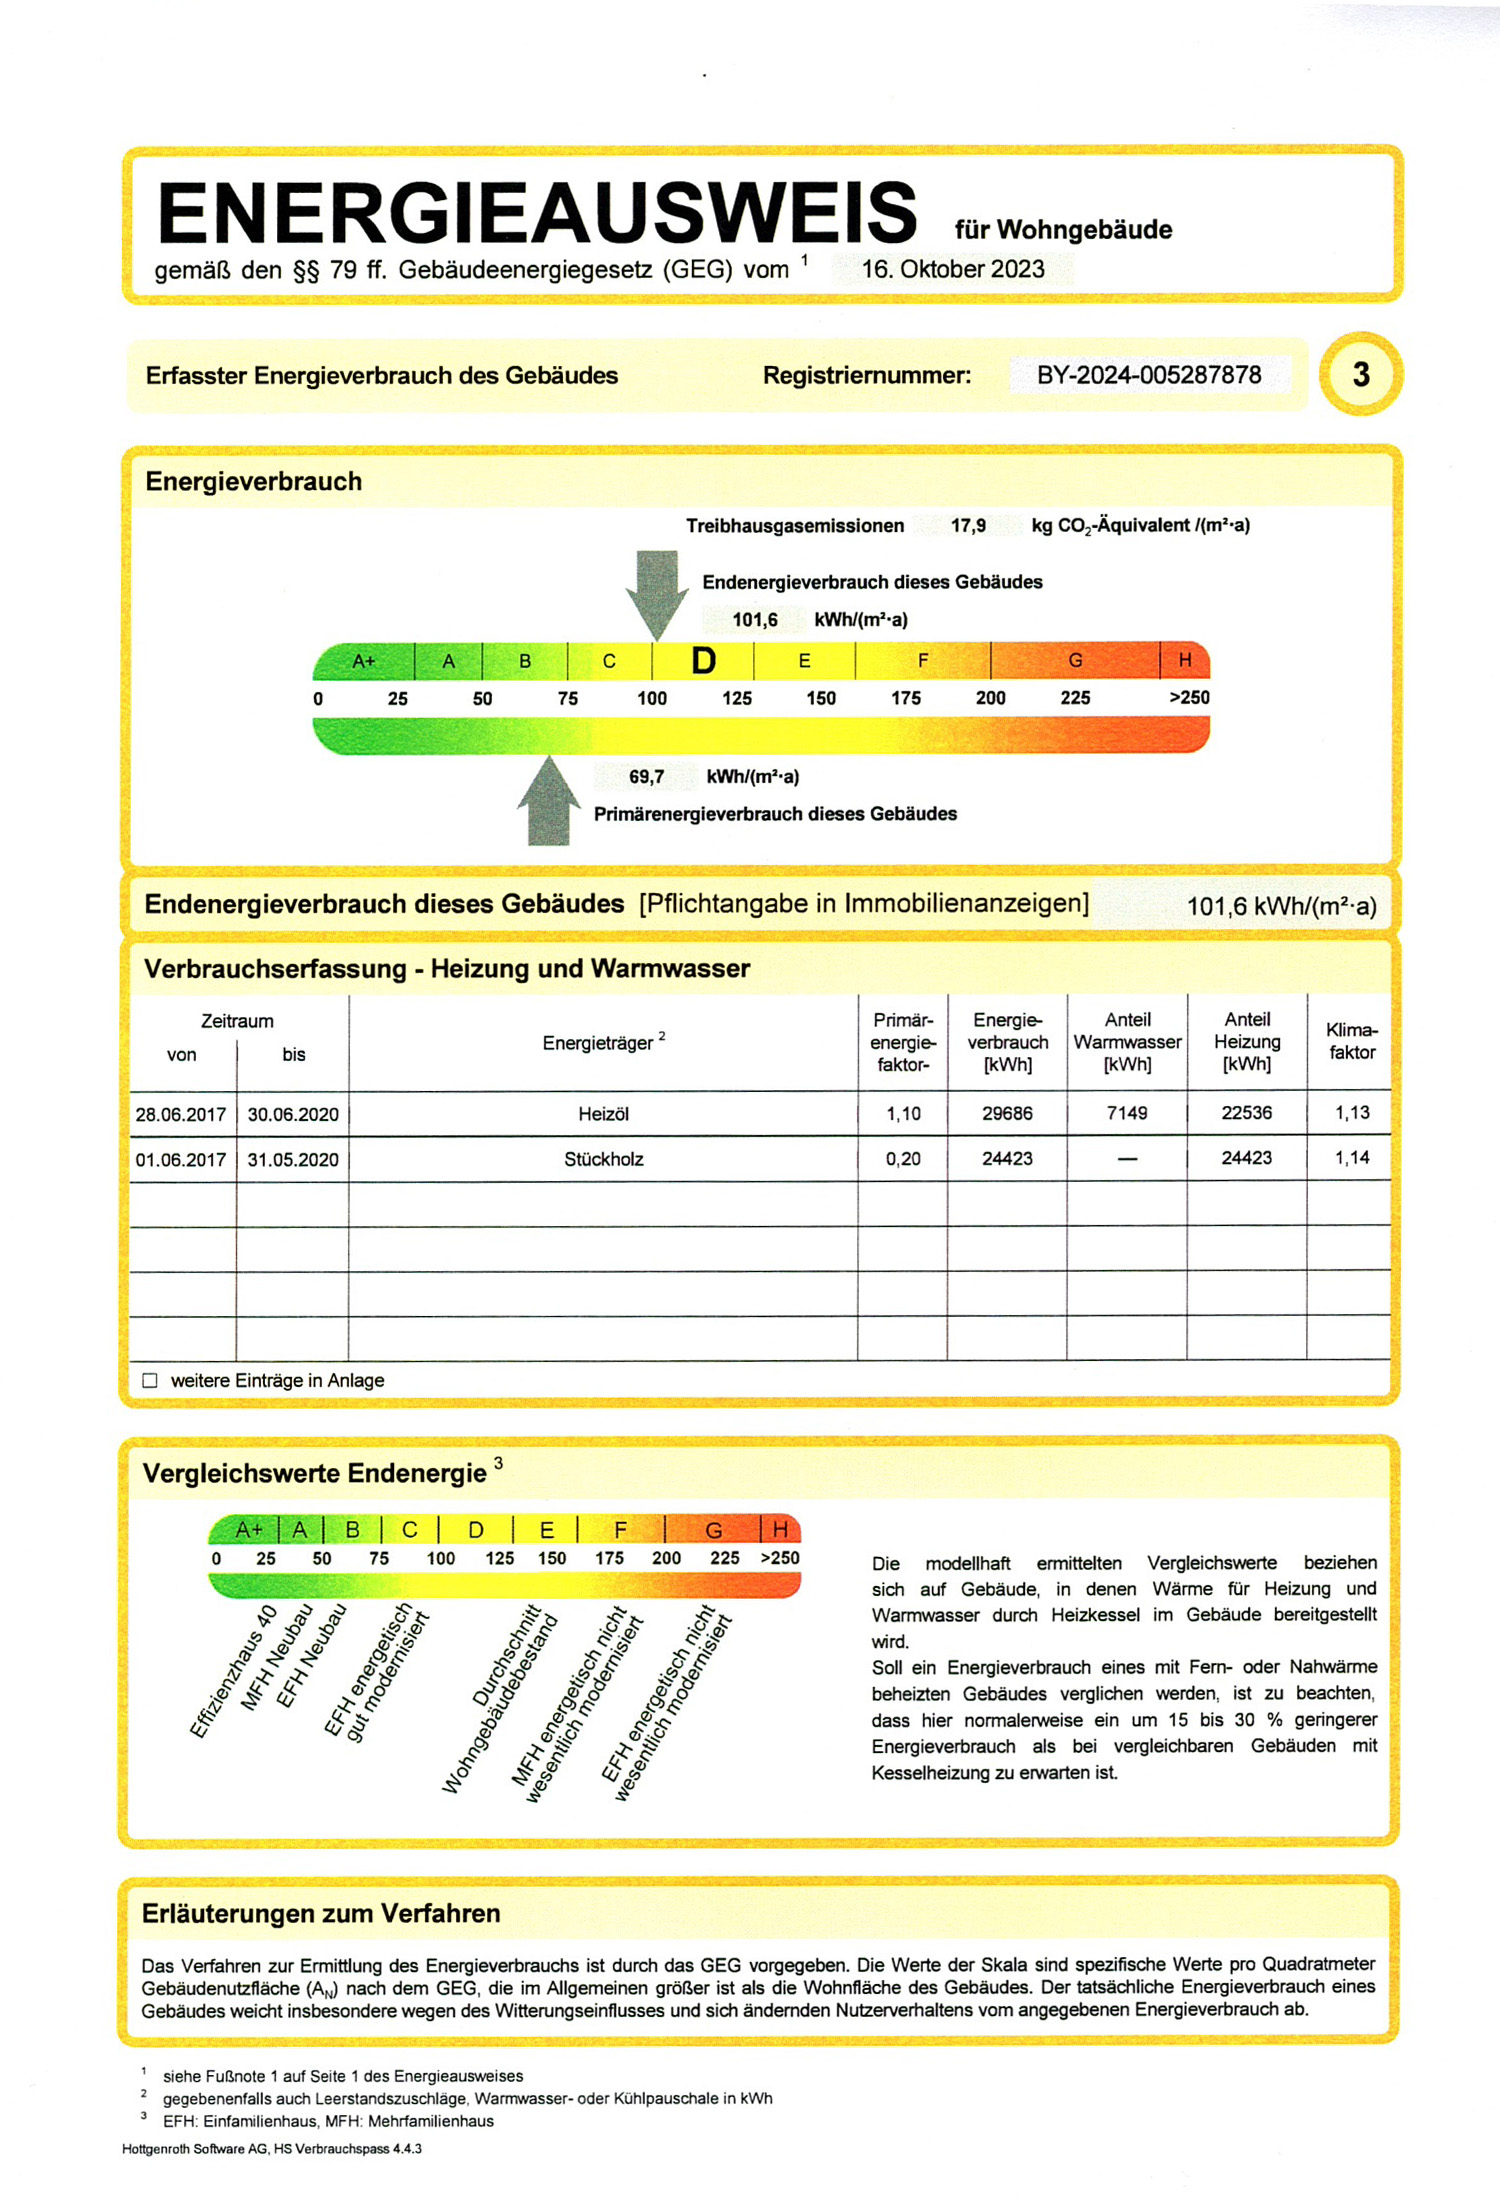 ENERGIEAUSWEIS für Wohngebäude
gemäß den §§ 79 ff. Gebäudeenergiegesetz (GEG) vom 1 16. Oktober 2023
Erfasster Energieverbrauch des Gebäudes Registriernummer: BY-2024-005287878 3
Energieverbrauch
Treibhausgasemissionen 17,9 kg CO2-Äquivalent /(m²·a)
Endenergieverbrauch dieses Gebäudes
101,6 kWh/(m²·a)
A+ A B C D E F G H
0 25 50 75 100 125 150 175 200 225 >250
69,7 kWh/(m²·a)
Primärenergieverbrauch dieses Gebäudes
Endenergieverbrauch dieses Gebäudes [Pflichtangabe in Immobilienanzeigen] 101,6 kWh/(m²·a)
Verbrauchserfassung - Heizung und Warmwasser
Zeitraum
von bis
Energieträger 2
Primär-
energie-
faktor-
Energie-
verbrauch
[kWh]
Anteil
Warmwasser
[kWh]
Anteil
Heizung
[kWh]
Klima-
faktor
28.06.2017 30.06.2020 Heizöl 1,10 29686 7149 22536 1,13
01.06.2017 31.05.2020 Stückholz 0,20 24423 — 24423 1,14
☐ weitere Einträge in Anlage
Vergleichswerte Endenergie 3
A+ A B C D E F G H
0 25 50 75 100 125 150 175 200 225 >250
Effizienzhaus 40
MFH Neubau
EFH Neubau
EFH energetisch
gut modernisiert
Durchschnitt
Wohngebäudebestand
MFH energetisch nicht
wesentlich modernisiert
EFH energetisch nicht
wesentlich modernisiert
Die modellhaft ermittelten Vergleichswerte beziehen
sich auf Gebäude, in denen Wärme für Heizung und
Warmwasser durch Heizkessel im Gebäude bereitgestellt
wird.
Soll ein Energieverbrauch eines mit Fern- oder Nahwärme
beheizten Gebäudes verglichen werden, ist zu beachten,
dass hier normalerweise ein um 15 bis 30 % geringerer
Energieverbrauch als bei vergleichbaren Gebäuden mit
Kesselheizung zu erwarten ist.
Erläuterungen zum Verfahren
Das Verfahren zur Ermittlung des Energieverbrauchs ist durch das GEG vorgegeben. Die Werte der Skala sind spezifische Werte pro Quadratmeter
Gebäudenutzfläche (AN) nach dem GEG, die im Allgemeinen größer ist als die Wohnfläche des Gebäudes. Der tatsächliche Energieverbrauch eines
Gebäudes weicht insbesondere wegen des Witterungseinflusses und sich ändernden Nutzerverhaltens vom angegebenen Energieverbrauch ab.
1 siehe Fußnote 1 auf Seite 1 des Energieausweises
2 gegebenenfalls auch Leerstandszuschläge, Warmwasser- oder Kühlpauschale in kWh
3 EFH: Einfamilienhaus, MFH: Mehrfamilienhaus
Hottgenroth Software AG, HS Verbrauchspass 4.4.3